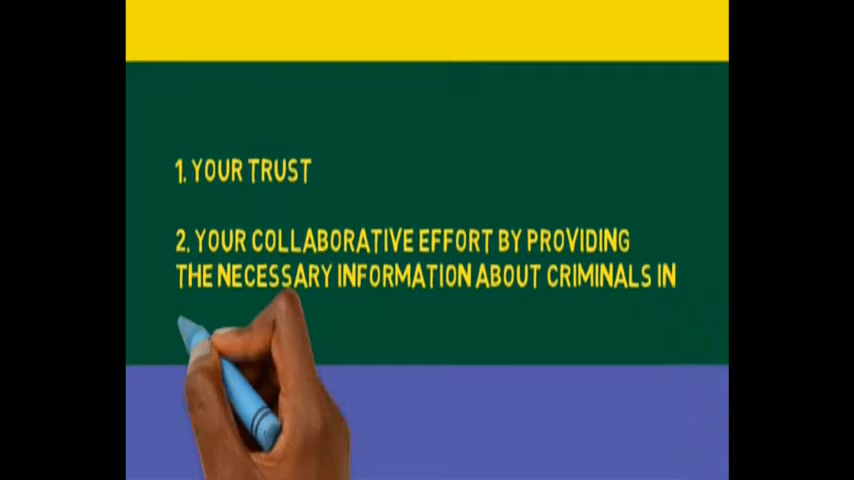 1. YOUR TRUST
2. YOUR COLLABORATIVE EFFORT BY PROVIDING
THE NECESSARY INFORMATION ABOUT CRIMINALS IN